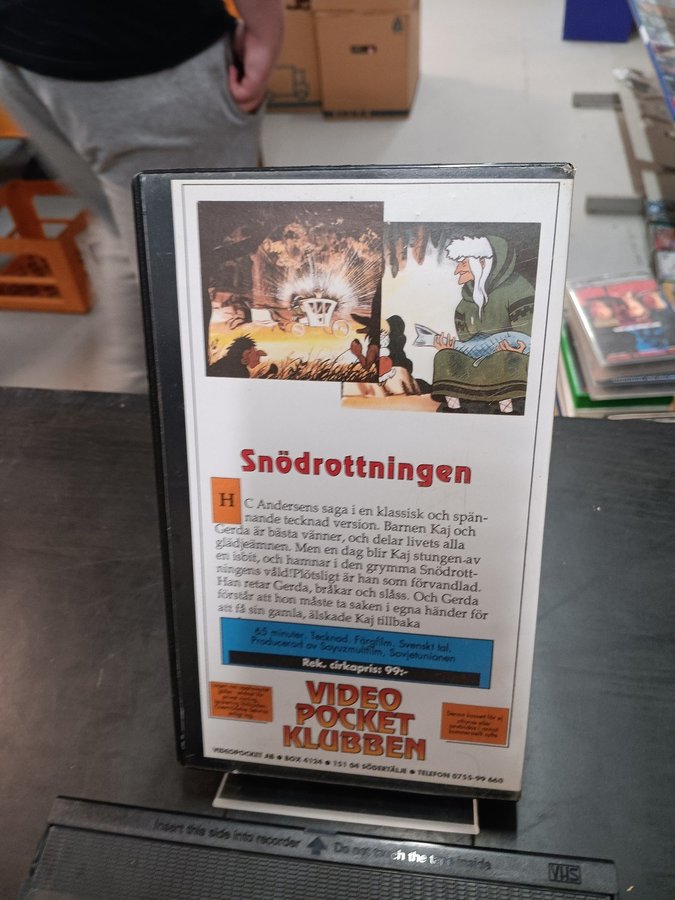 Snödrottningen
H C Andersens saga i en klassisk och spän-
nande tecknad version. Barnen Kaj och
Gerda är bästa vänner, och delar livets alla
glädjeämnen. Men en dag blir Kaj stungen av
en isbit, och hamnar i den grymma Snödrott-
ningens våld!Plötsligt är han som förvandlad.
Han retar Gerda, bråkar och slåss. Och Gerda
förstår att hon måste ta saken i egna händer för
att få sin gamla, älskade Kaj tillbaka
65 minuter. Tecknad. Färgfilm. Svenskt tal.
Producerad av Soyuzmultfilm, Sovjetunionen
Rek. cirkapris: 99:-
VIDEO
POCKET
KLUBBEN
Denna kassett får ej
VIDEOPOCKET AB ● BOX 4124 ● 151 04 SÖDERTÄLJE ● TELEFON 0755-99 660
Insert this side into recorder Do not touch the tape inside
VHS